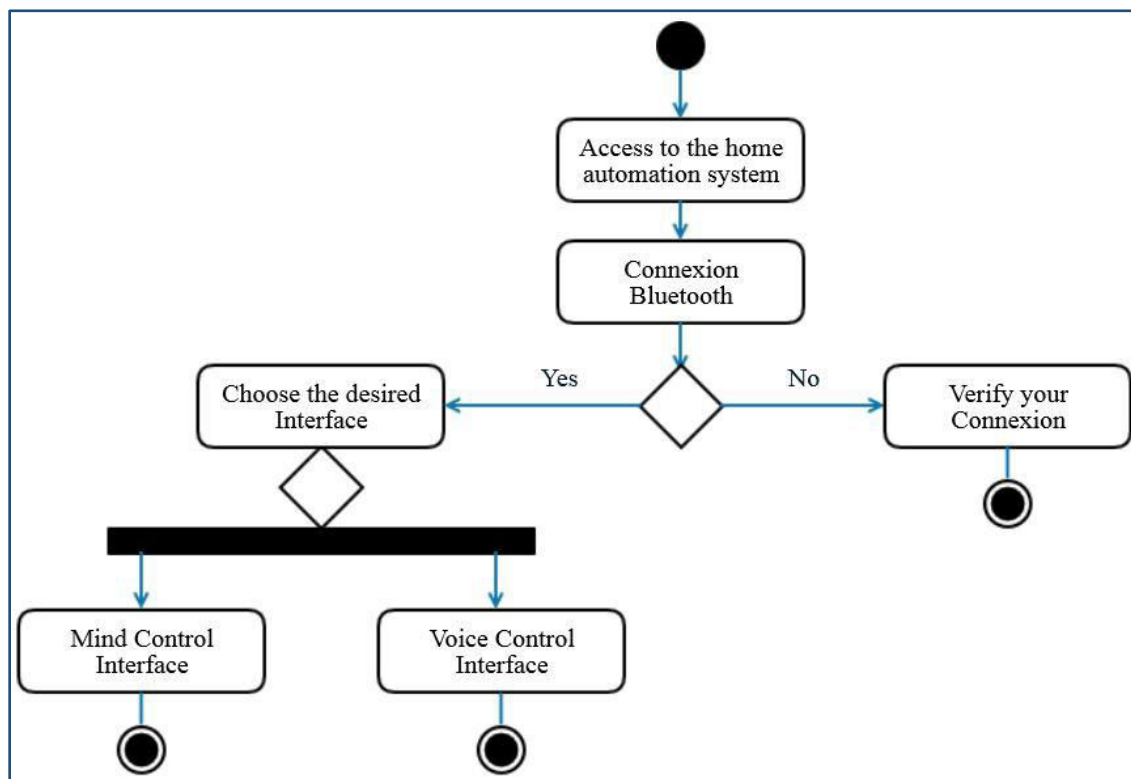 Access to the home
automation system
Connexion
Bluetooth
Yes
No
Choose the desired
Interface
Verify your
Connexion
Mind Control
Interface
Voice Control
Interface